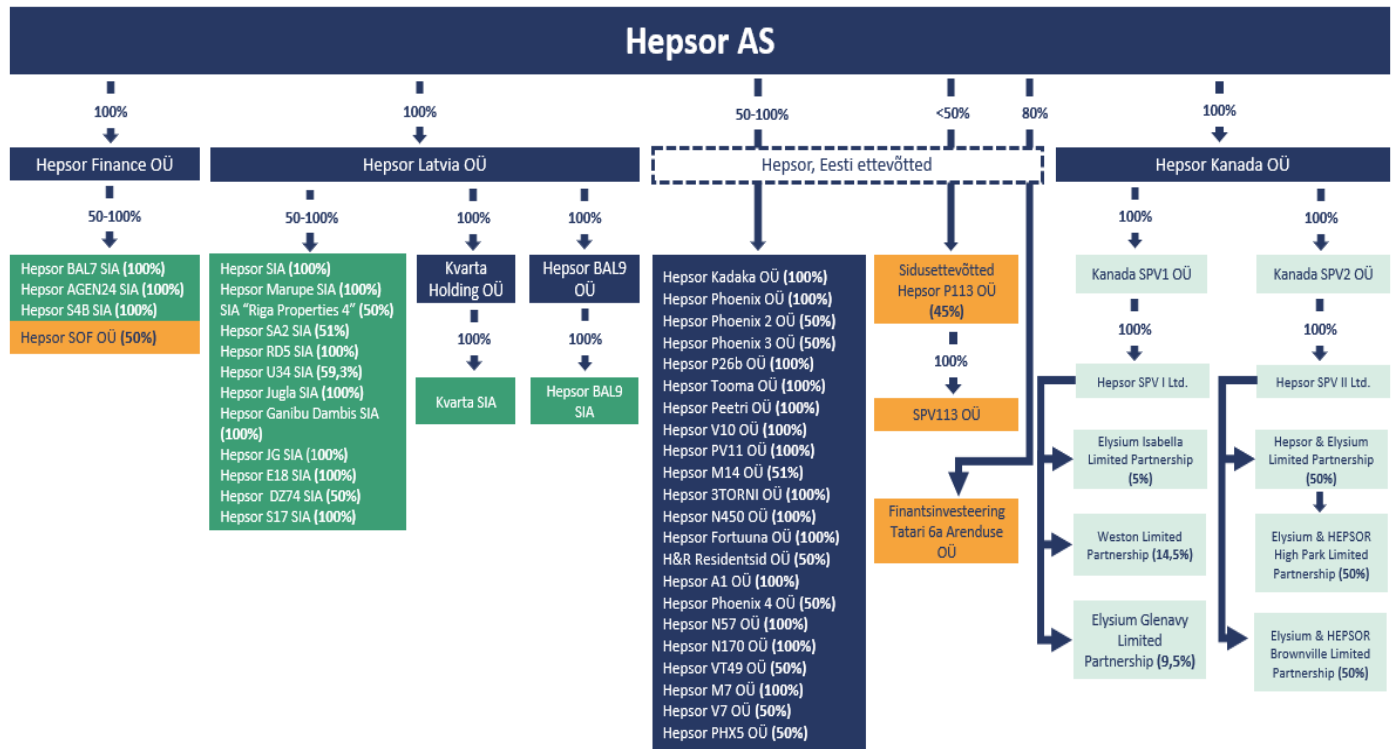 Hepsor AS
100%
100%
50-100%
<50%
80%
100%
Hepsor Finance OÜ
Hepsor Latvia OÜ
Hepsor, Eesti ettevõtted
Hepsor Kanada OÜ
50-100%
Hepsor BAL7 SIA (100%)
Hepsor AGEN24 SIA (100%)
Hepsor S4B SIA (100%)
Hepsor SOF OÜ (50%)
50-100%
Hepsor SIA (100%)
Hepsor Marupe SIA (100%)
SIA “Riga Properties 4” (50%)
Hepsor SA2 SIA (51%)
Hepsor RD5 SIA (100%)
Hepsor U34 SIA (59,3%)
Hepsor Jugla SIA (100%)
Hepsor Ganibu Dambis SIA
(100%)
Hepsor JG SIA (100%)
Hepsor E18 SIA (100%)
Hepsor DZ74 SIA (50%)
Hepsor S17 SIA (100%)
100%
Kvarta
Holding OÜ
100%
Kvarta SIA
100%
Hepsor BAL9
OÜ
100%
Hepsor BAL9
SIA
Hepsor Kadaka OÜ (100%)
Hepsor Phoenix OÜ (100%)
Hepsor Phoenix 2 OÜ (50%)
Hepsor Phoenix 3 OÜ (50%)
Hepsor P26b OÜ (100%)
Hepsor Tooma OÜ (100%)
Hepsor Peetri OÜ (100%)
Hepsor V10 OÜ (100%)
Hepsor PV11 OÜ (100%)
Hepsor M14 OÜ (51%)
Hepsor 3TORNI OÜ (100%)
Hepsor N450 OÜ (100%)
Hepsor Fortuuna OÜ (100%)
H&R Residentsid OÜ (50%)
Hepsor A1 OÜ (100%)
Hepsor Phoenix 4 OÜ (50%)
Hepsor N57 OÜ (100%)
Hepsor N170 OÜ (100%)
Hepsor VT49 OÜ (50%)
Hepsor M7 OÜ (100%)
Hepsor V7 OÜ (50%)
Hepsor PHX5 OÜ (50%)
Sidusettevõtted
Hepsor P113 OÜ
(45%)
100%
SPV113 OÜ
Finantsinvesteering
Tatari 6a Arenduse
OÜ
100%
Kanada SPV1 OÜ
100%
Hepsor SPV I Ltd.
Elysium Isabella
Limited Partnership
(5%)
Weston Limited
Partnership (14,5%)
Elysium Glenavy
Limited
Partnership (9,5%)
100%
Kanada SPV2 OÜ
100%
Hepsor SPV II Ltd.
Hepsor & Elysium
Limited Partnership
(50%)
Elysium & HEPSOR
High Park Limited
Partnership (50%)
Elysium & HEPSOR
Brownville Limited
Partnership (50%)